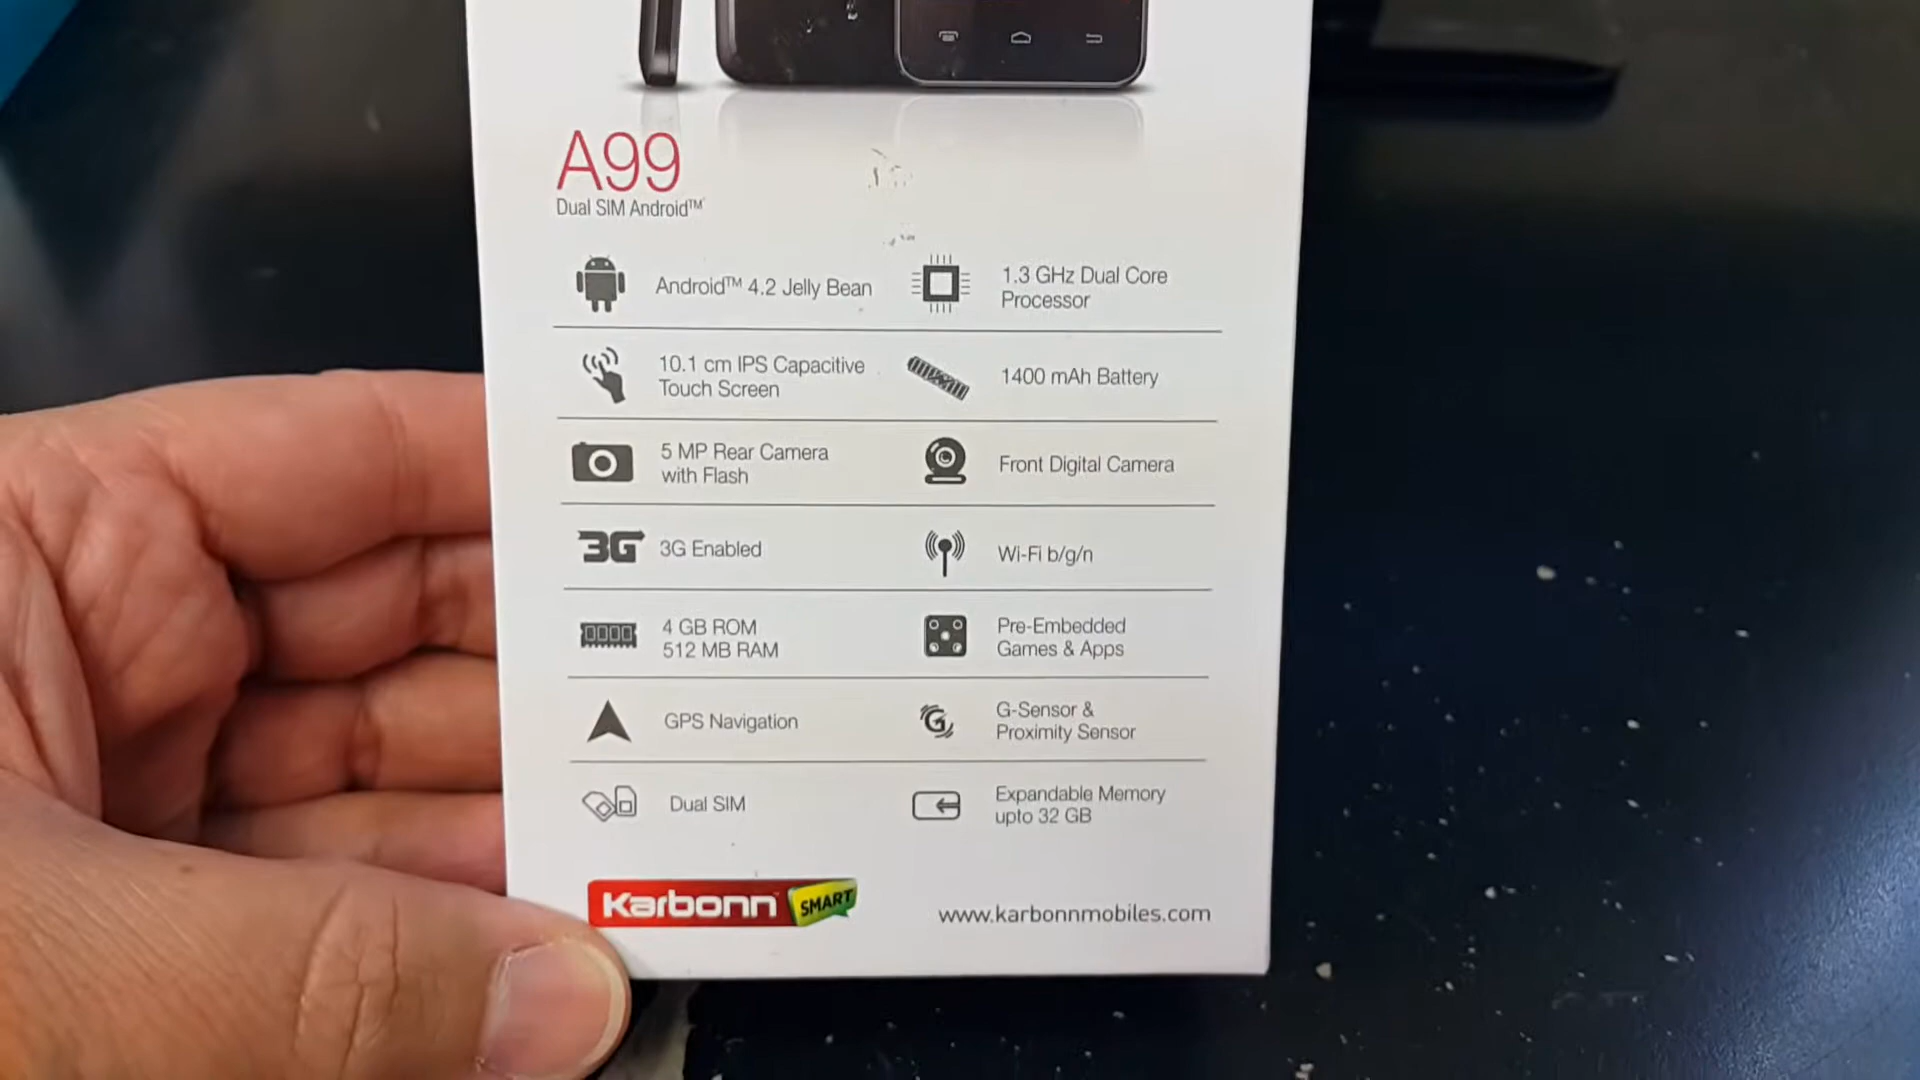 A99
Dual SIM Android™
Android™ 4.2 Jelly Bean
1.3 GHz Dual Core
Processor
10.1 cm IPS Capacitive
Touch Screen
1400 mAh Battery
5 MP Rear Camera
with Flash
Front Digital Camera
3G
3G Enabled
Wi-Fi b/g/n
4 GB ROM
512 MB RAM
Pre-Embedded
Games & Apps
GPS Navigation
G
G-Sensor &
Proximity Sensor
Dual SIM
Expandable Memory
upto 32 GB
Karbonn™ SMART
www.karbonnmobiles.com